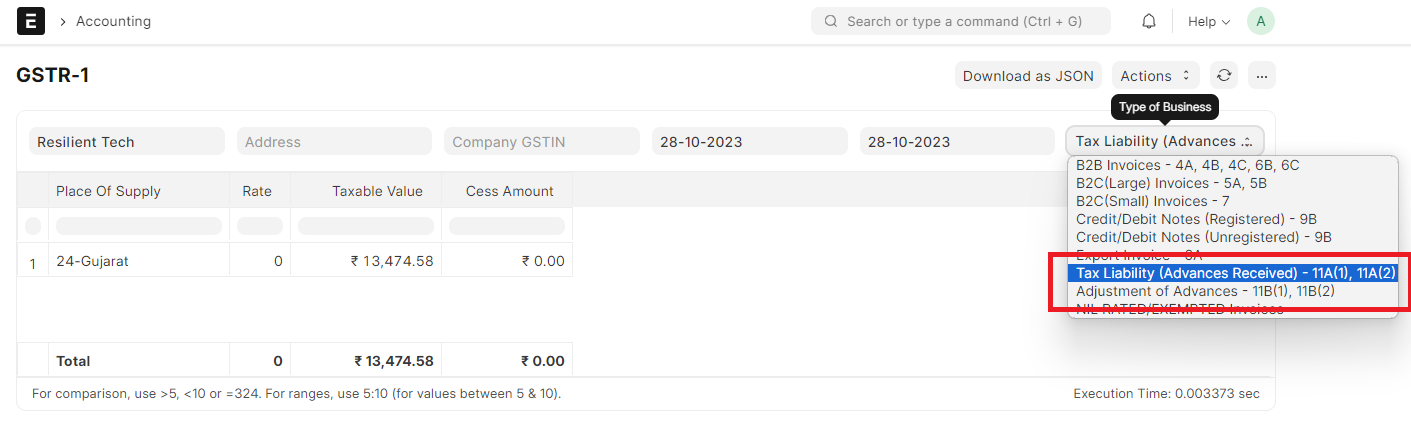 E
Accounting
Search or type a command (Ctrl + G)
Help
A
GSTR-1
Download as JSON
Actions
...
Type of Business
Resilient Tech
Address
Company GSTIN
28-10-2023
28-10-2023
Tax Liability (Advances ...
B2B Invoices - 4A, 4B, 4C, 6B, 6C
B2C(Large) Invoices - 5A, 5B
B2C(Small) Invoices - 7
Credit/Debit Notes (Registered) - 9B
Credit/Debit Notes (Unregistered) - 9B
Export Invoice - 6A
Tax Liability (Advances Received) - 11A(1), 11A(2)
Adjustment of Advances - 11B(1), 11B(2)
NIL RATED/EXEMPTED Invoices
Place Of Supply Rate Taxable Value Cess Amount
1 24-Gujarat 0 ₹ 13,474.58 ₹ 0.00
Total 0 ₹ 13,474.58 ₹ 0.00
For comparison, use >5, <10 or =324. For ranges, use 5:10 (for values between 5 & 10).
Execution Time: 0.003373 sec